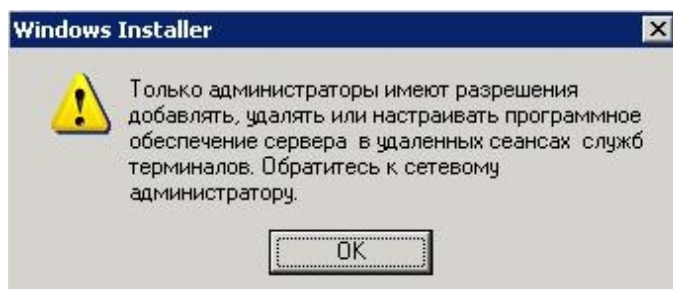 Windows Installer
Только администраторы имеют разрешения
добавлять, удалять или настраивать программное
обеспечение сервера в удаленных сеансах служб
терминалов. Обратитесь к сетевому
администратору.
OK